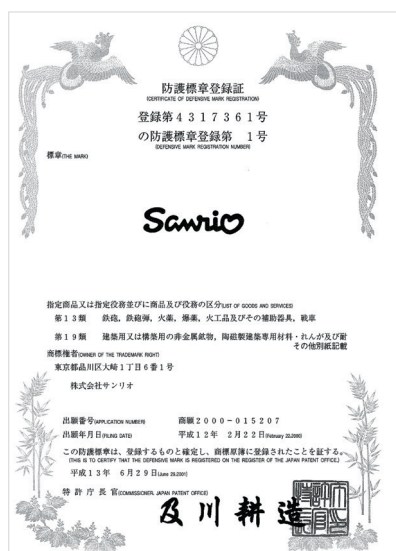 防護標章登録証
(CERTIFICATE OF DEFENSIVE MARK REGISTRATION)
登録第4317361号
の防護標章登録第 1号
(DEFENSIVE MARK REGISTRATION NUMBER)
標章(THE MARK)
Sanrio
指定商品又は指定役務並びに商品及び役務の区分(LIST OF GOODS AND SERVICES)
第13類 鉄砲，鉄砲弾，火薬，爆薬，火工品及びその補助器具，戦車
第19類 建築用又は構築用の非金属鉱物，陶磁製建築専用材料・れんが及び耐
その他別紙記載
商標権者(OWNER OF THE TRADEMARK RIGHT)
東京都品川区大崎1丁目6番1号
株式会社サンリオ
出願番号(APPLICATION NUMBER) 商願2000-015207
出願年月日(FILING DATE) 平成12年 2月22日(February 22,2000)
この防護標章は、登録するものと確定し、商標原簿に登録されたことを証する。
(THIS IS TO CERTIFY THAT THE DEFENSIVE MARK IS REGISTERED ON THE REGISTER OF THE JAPAN PATENT OFFICE.)
平成13年 6月29日(June 29,2001)
特許庁長官(COMMISSIONER, JAPAN PATENT OFFICE)
及川耕造